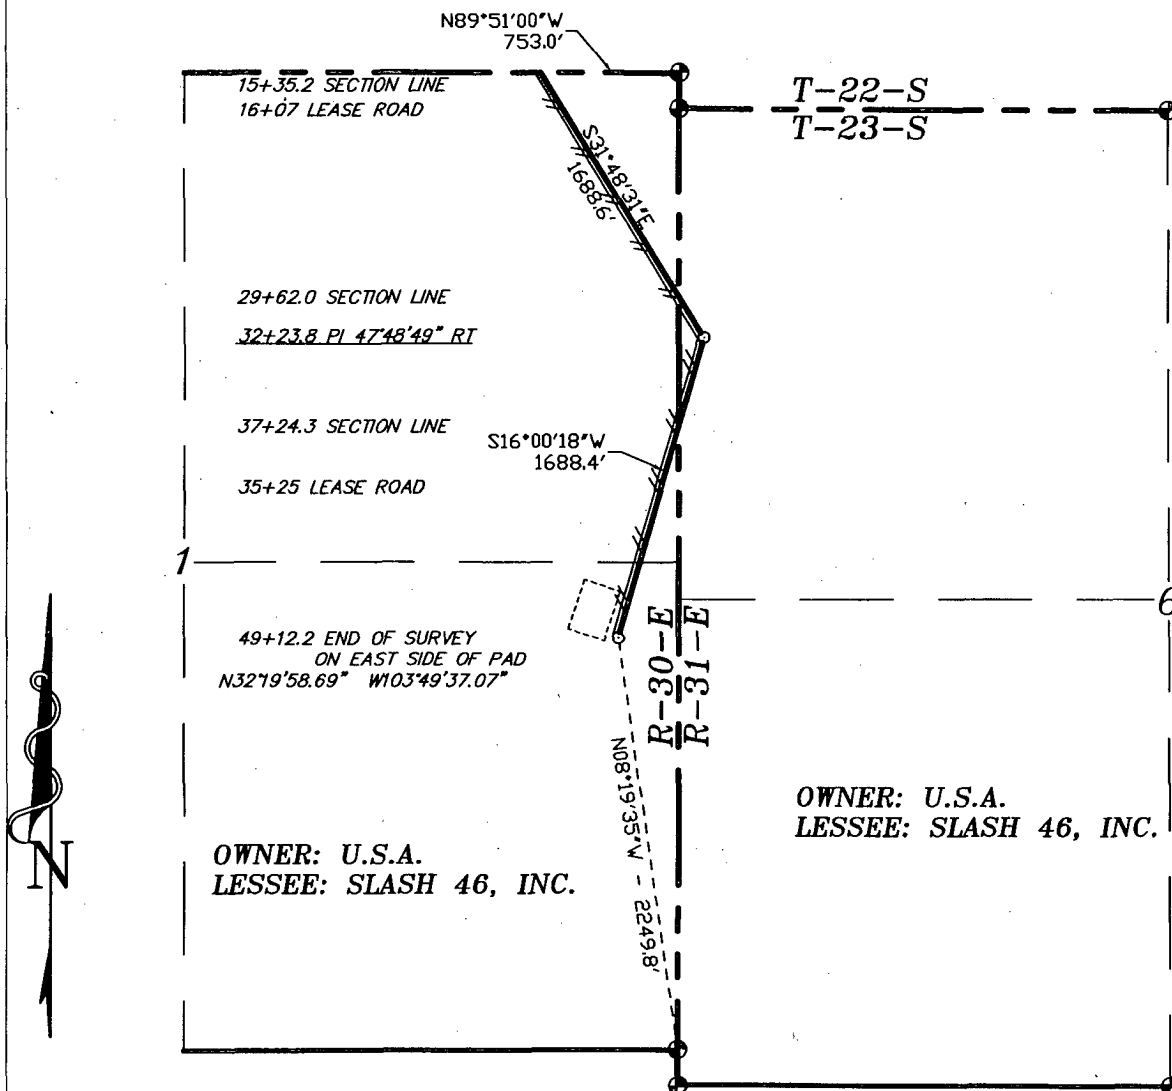 N89°51'00"W
753.0'
15+35.2 SECTION LINE
16+07 LEASE ROAD
T-22-S
T-23-S
S31°48'31"E
1688.6'
29+62.0 SECTION LINE
32+23.8 PI 47°48'49" RT
37+24.3 SECTION LINE
S16°00'18"W
1688.4'
35+25 LEASE ROAD
1
6
49+12.2 END OF SURVEY
ON EAST SIDE OF PAD
N32°19'58.69" W103°49'37.07"
R-30-E
R-31-E
N08°19'35"W - 2249.8'
OWNER: U.S.A.
LESSEE: SLASH 46, INC.
OWNER: U.S.A.
LESSEE: SLASH 46, INC.
N